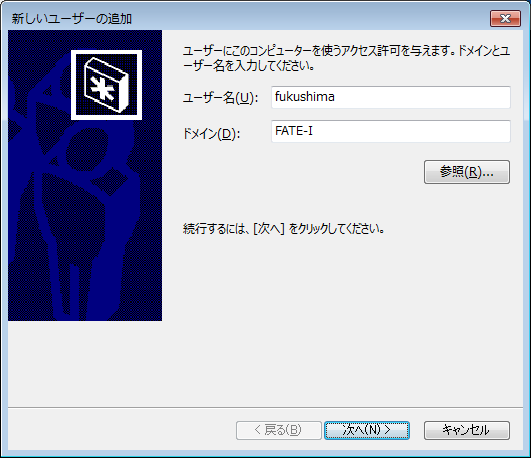 新しいユーザーの追加
ユーザーにこのコンピューターを使うアクセス許可を与えます。ドメインとユ
ーザー名を入力してください。
ユーザー名(U): fukushima
ドメイン(D): FATE-I
参照(R)...
続行するには、[次へ] をクリックしてください。
< 戻る(B) 次へ(N) > キャンセル